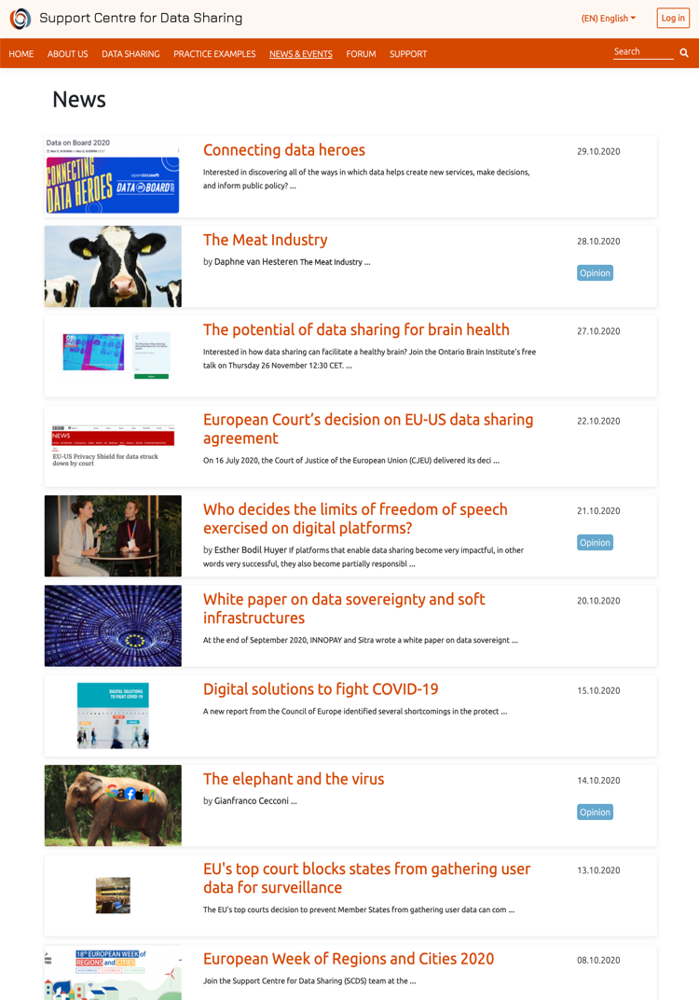 Support Centre for Data Sharing
(EN) English
Log in
HOME ABOUT US DATA SHARING PRACTICE EXAMPLES NEWS & EVENTS FORUM SUPPORT
Search
News
Data on Board 2020
CONNECTING
DATA HEROES
opendatasoft
DATA ON BOARD
Connecting data heroes
29.10.2020
Interested in discovering all of the ways in which data helps create new services, make decisions,
and inform public policy? ...
The Meat Industry
28.10.2020
by Daphne van Hesteren The Meat Industry ...
Opinion
The potential of data sharing for brain health
27.10.2020
Interested in how data sharing can facilitate a healthy brain? Join the Ontario Brain Institute's free
talk on Thursday 26 November 12:30 CET. ...
BBC
NEWS
EU-US Privacy Shield for data struck
down by court
European Court’s decision on EU-US data sharing
agreement
22.10.2020
On 16 July 2020, the Court of Justice of the European Union (CJEU) delivered its deci ...
Who decides the limits of freedom of speech
exercised on digital platforms?
21.10.2020
by Esther Bodil Huyer If platforms that enable data sharing become very impactful, in other
words very successful, they also become partially responsibl ...
Opinion
White paper on data sovereignty and soft
infrastructures
20.10.2020
At the end of September 2020, INNOPAY and Sitra wrote a white paper on data sovereignt ...
DIGITAL SOLUTIONS
TO FIGHT COVID-19
Digital solutions to fight COVID-19
15.10.2020
A new report from the Council of Europe identified several shortcomings in the protect ...
The elephant and the virus
14.10.2020
by Gianfranco Cecconi ...
Opinion
EU's top court blocks states from gathering user
data for surveillance
13.10.2020
The EU's top courts decision to prevent Member States from gathering user data can com ...
18th EUROPEAN WEEK of
REGIONS and CITIES
European Week of Regions and Cities 2020
08.10.2020
Join the Support Centre for Data Sharing (SCDS) team at the ...